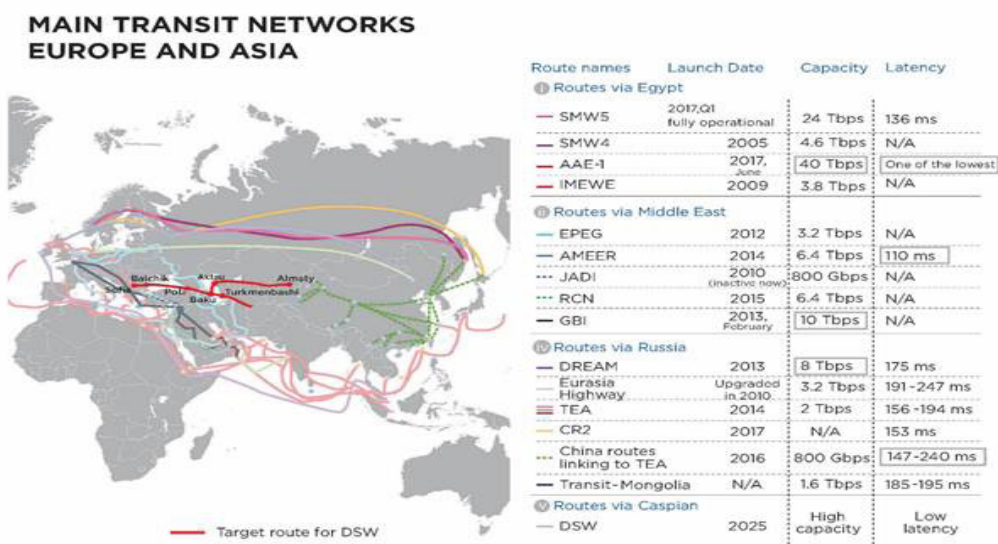 MAIN TRANSIT NETWORKS
EUROPE AND ASIA
Route names Launch Date Capacity Latency
i Routes via Egypt
SMW5 2017,Q1 fully operational 24 Tbps 136 ms
SMW4 2005 4.6 Tbps N/A
AAE-1 2017, June 40 Tbps One of the lowest
IMEWE 2009 3.8 Tbps N/A
ii Routes via Middle East
EPEG 2012 3.2 Tbps N/A
AMEER 2014 6.4 Tbps 110 ms
JADI 2010 (inactive now) 800 Gbps N/A
RCN 2015 6.4 Tbps N/A
GBI 2013, February 10 Tbps N/A
iv Routes via Russia
DREAM 2013 8 Tbps 175 ms
Eurasia Highway Upgraded in 2010 3.2 Tbps 191-247 ms
TEA 2014 2 Tbps 156-194 ms
CR2 2017 N/A 153 ms
China routes linking to TEA 2016 800 Gbps 147-240 ms
Transit-Mongolia N/A 1.6 Tbps 185-195 ms
v Routes via Caspian
DSW 2025 High capacity Low latency
Balchik Aktau Almaty
Sofia Poti Turkmenbashi
Baku
Target route for DSW